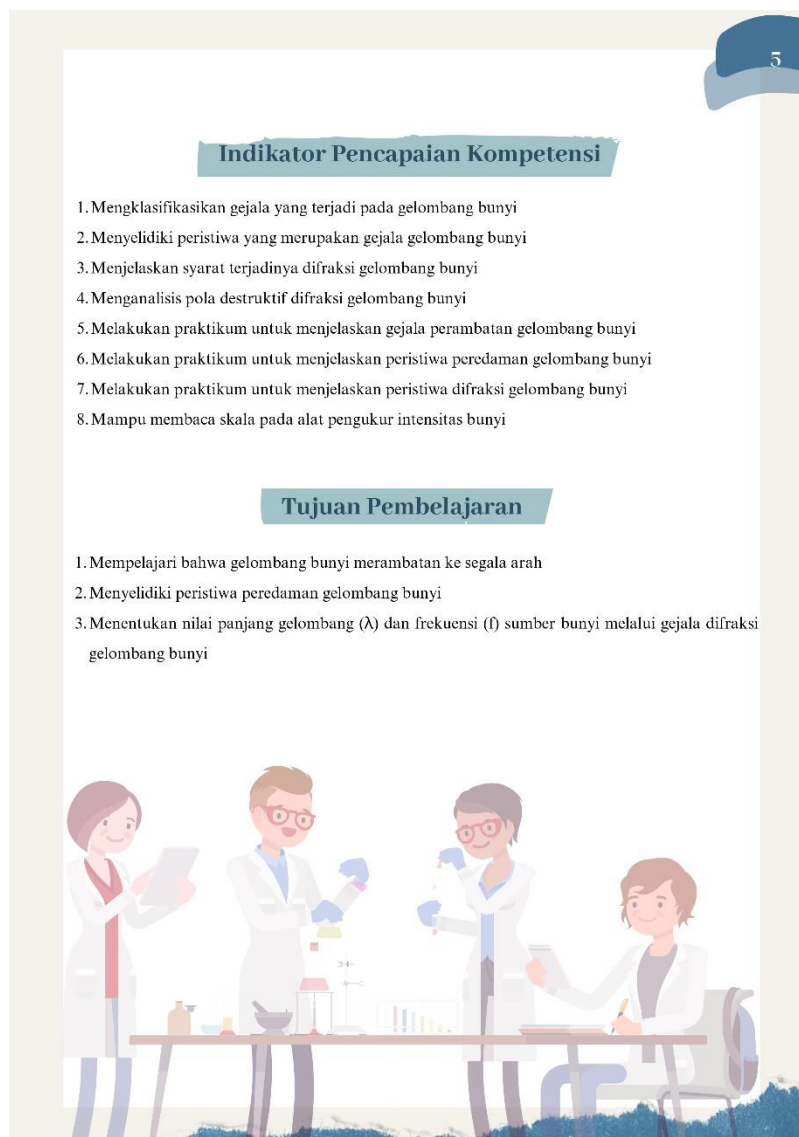 5
Indikator Pencapaian Kompetensi
1. Mengklasifikasikan gejala yang terjadi pada gelombang bunyi
2. Menyelidiki peristiwa yang merupakan gejala gelombang bunyi
3. Menjelaskan syarat terjadinya difraksi gelombang bunyi
4. Menganalisis pola destruktif difraksi gelombang bunyi
5. Melakukan praktikum untuk menjelaskan gejala perambatan gelombang bunyi
6. Melakukan praktikum untuk menjelaskan peristiwa peredaman gelombang bunyi
7. Melakukan praktikum untuk menjelaskan peristiwa difraksi gelombang bunyi
8. Mampu membaca skala pada alat pengukur intensitas bunyi
Tujuan Pembelajaran
1. Mempelajari bahwa gelombang bunyi merambatan ke segala arah
2. Menyelidiki peristiwa peredaman gelombang bunyi
3. Menentukan nilai panjang gelombang (λ) dan frekuensi (f) sumber bunyi melalui gejala difraksi
gelombang bunyi